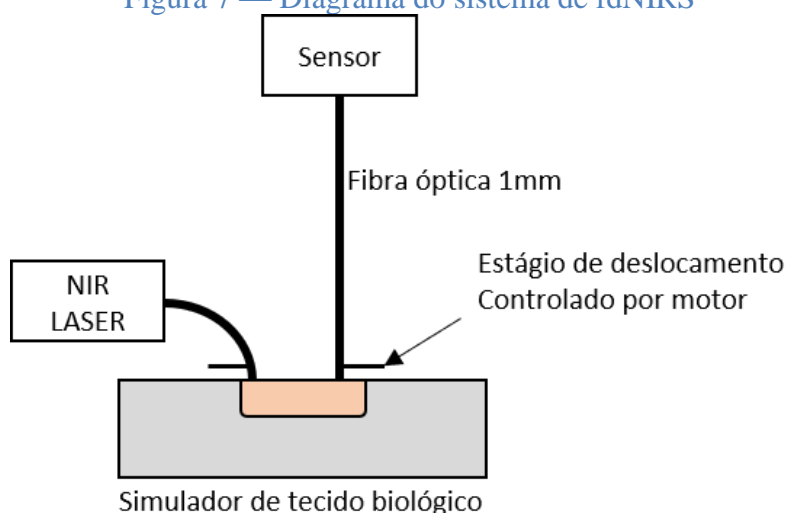 Figura 7 — Diagrama do sistema de fdNIRS
Sensor
Fibra óptica 1mm
Estágio de deslocamento
Controlado por motor
NIR
LASER
Simulador de tecido biológico